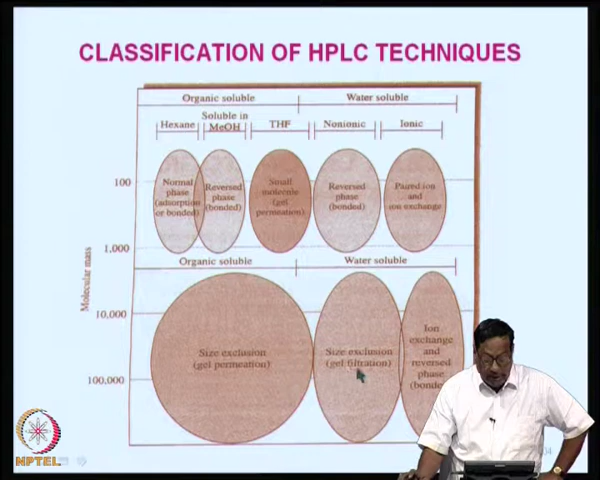 CLASSIFICATION OF HPLC TECHNIQUES
Organic soluble
Water soluble
Hexane
Soluble in
MeOH
THF
Nonionic
Ionic
100
Normal
phase
(adsorption
or bonded)
Reversed
phase
(bonded)
Small
molecule
(gel
permeation)
Reversed
phase
(bonded)
Paired ion
and
ion exchange
1,000
Organic soluble
Water soluble
Molecular mass
10,000
100,000
Size exclusion
(gel permeation)
Size exclusion
(gel filtration)
Ion
exchange
and
reversed
phase
NPTEL